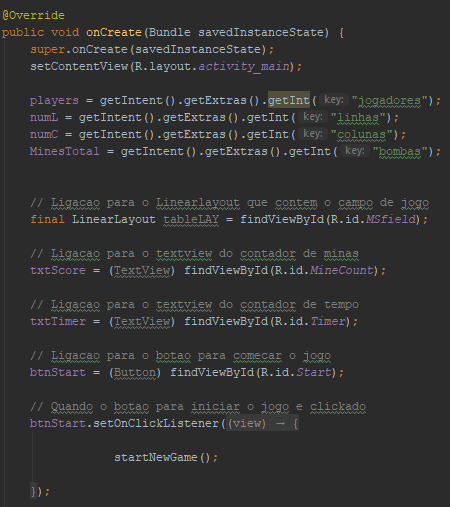 @Override
public void onCreate(Bundle savedInstanceState) {
super.onCreate(savedInstanceState);
setContentView(R.layout.activity_main);
players = getIntent().getExtras().getInt( key: "jogadores");
numL = getIntent().getExtras().getInt( key: "linhas");
numC = getIntent().getExtras().getInt( key: "colunas");
MinesTotal = getIntent().getExtras().getInt( key: "bombas");
// Ligacao para o Linearlayout que contem o campo de jogo
final LinearLayout tableLAY = findViewById(R.id.MSfield);
// Ligacao para o textview do contador de minas
txtScore = (TextView) findViewById(R.id.MineCount);
// Ligacao para o textview do contador de tempo
txtTimer = (TextView) findViewById(R.id.Timer);
// Ligacao para o botao para comecar o jogo
btnStart = (Button) findViewById(R.id.Start);
// Quando o botao para iniciar o jogo e clickado
btnStart.setOnClickListener((view) → {
startNewGame();
});